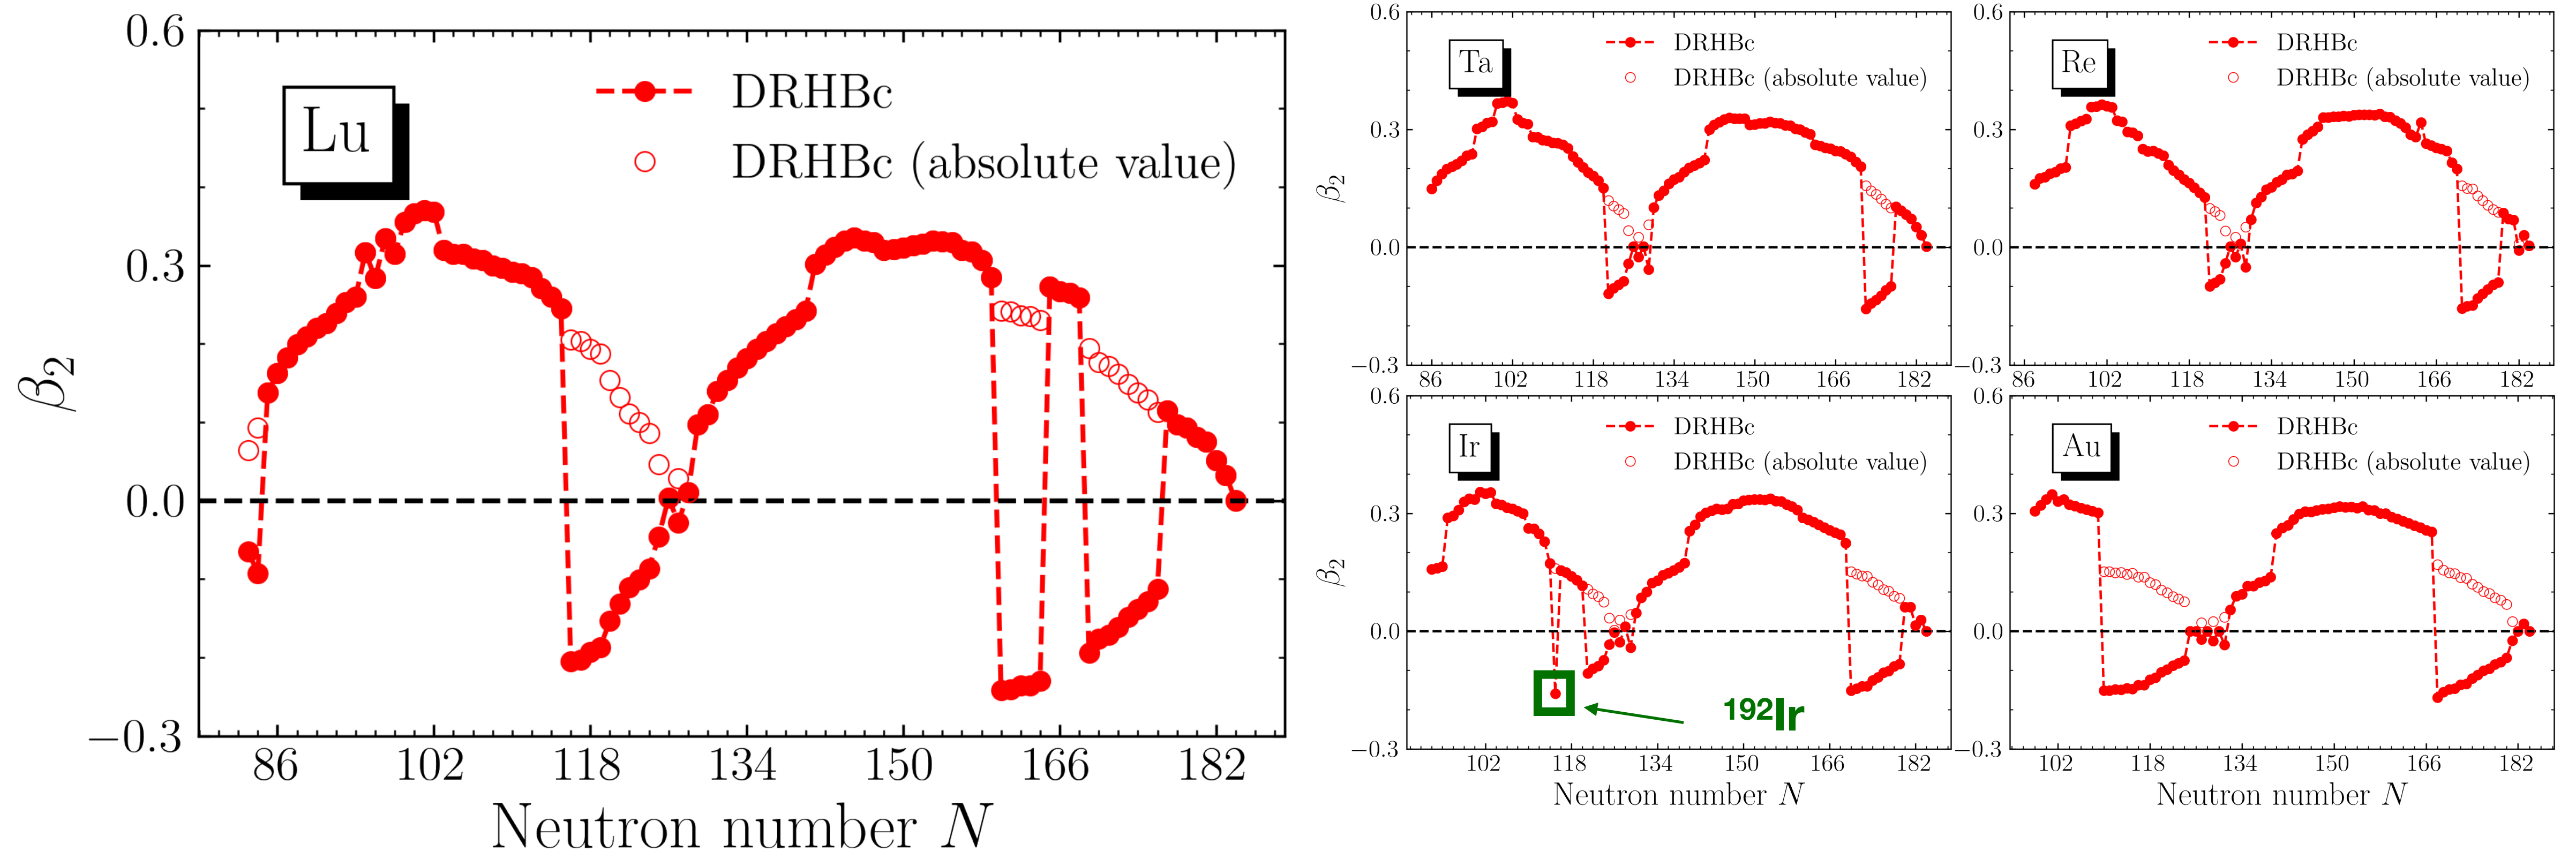 0.6
0.3
0.0
−0.3
β2
Lu
DRHBc
DRHBc (absolute value)
86 102 118 134 150 166 182
Neutron number N
0.6
0.3
0.0
−0.3
β2
Ta
DRHBc
DRHBc (absolute value)
86 102 118 134 150 166 182
0.6
0.3
0.0
−0.3
Re
DRHBc
DRHBc (absolute value)
86 102 118 134 150 166 182
0.6
0.3
0.0
−0.3
β2
Ir
DRHBc
DRHBc (absolute value)
192Ir
102 118 134 150 166 182
Neutron number N
0.6
0.3
0.0
−0.3
Au
DRHBc
DRHBc (absolute value)
102 118 134 150 166 182
Neutron number N